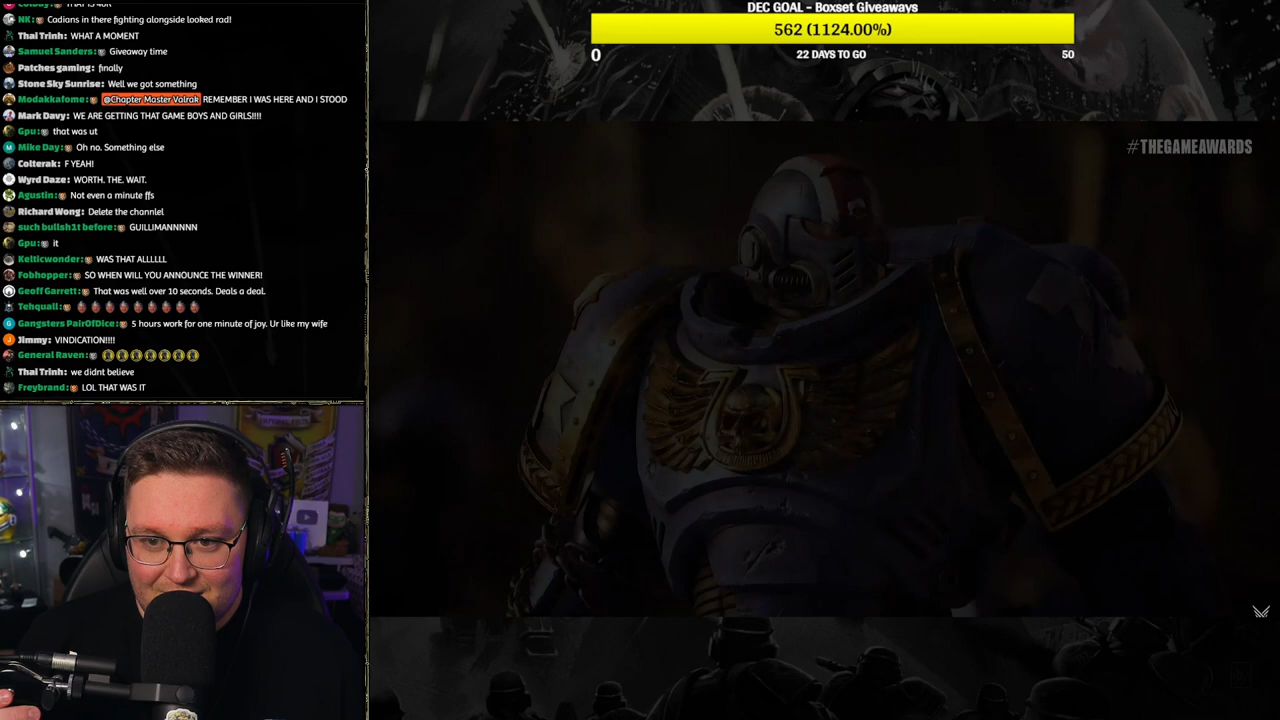 NK: Cadians in there fighting alongside looked rad!
Thai Trinh: WHAT A MOMENT
Samuel Sanders: Giveaway time
Patches gaming: finally
Stone Sky Sunrise: Well we got something
Modakkafome: @Chapter Master Valrak REMEMBER I WAS HERE AND I STOOD
Mark Davy: WE ARE GETTING THAT GAME BOYS AND GIRLS!!!!
Gpu: that was ut
M Mike Day: Oh no. Something else
Colterak: F YEAH!
Wyrd Daze: WORTH. THE. WAIT.
Agustin: Not even a minute ffs
Richard Wong: Delete the channlel
such bullsh1t before: GUILLIMANNNNN
Gpu: it
Kelticwonder: WAS THAT ALLLLLL
Fobhopper: SO WHEN WILL YOU ANNOUNCE THE WINNER!
Geoff Garrett: That was well over 10 seconds. Deals a deal.
Tehquail:
G Gangsters PairOfDice: 5 hours work for one minute of joy. Ur like my wife
J Jimmy: VINDICATION!!!!
General Raven:
Thai Trinh: we didnt believe
Freybrand: LOL THAT WAS IT
DEC GOAL - Boxset Giveaways
562 (1124.00%)
0 22 DAYS TO GO 50
#THEGAMEAWARDS